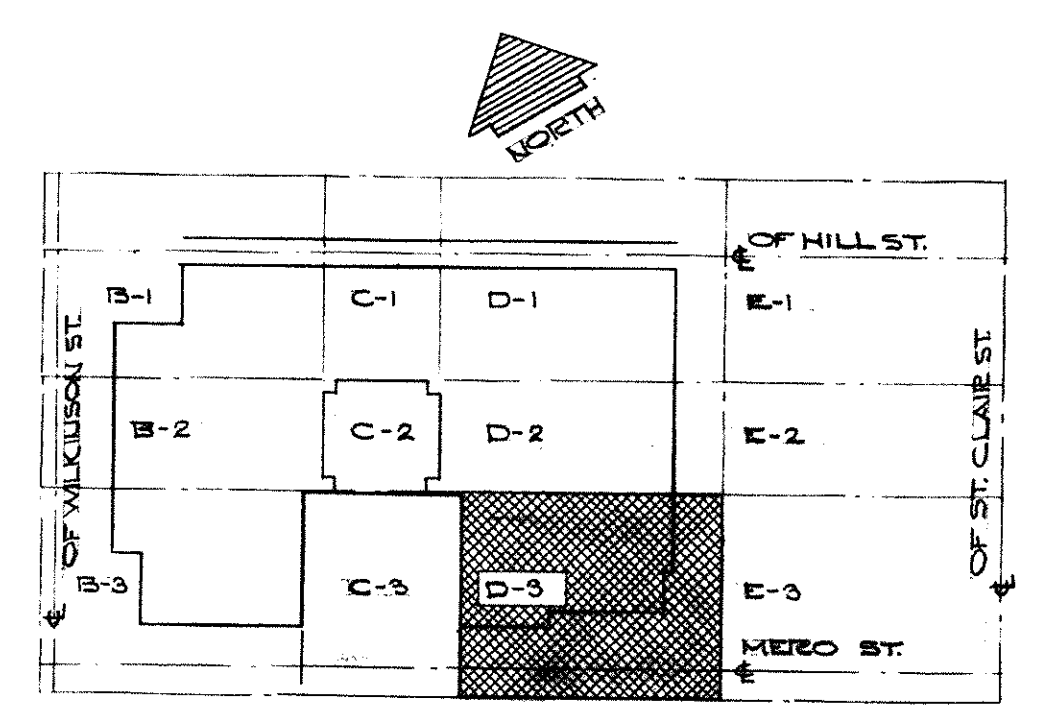 NORTH
℄ OF HILL ST.
B-1
C-1
D-1
E-1
℄ OF WILKINSON ST.
℄ OF ST. CLAIR ST.
B-2
C-2
D-2
E-2
B-3
C-3
D-3
E-3
℄ MERO ST.